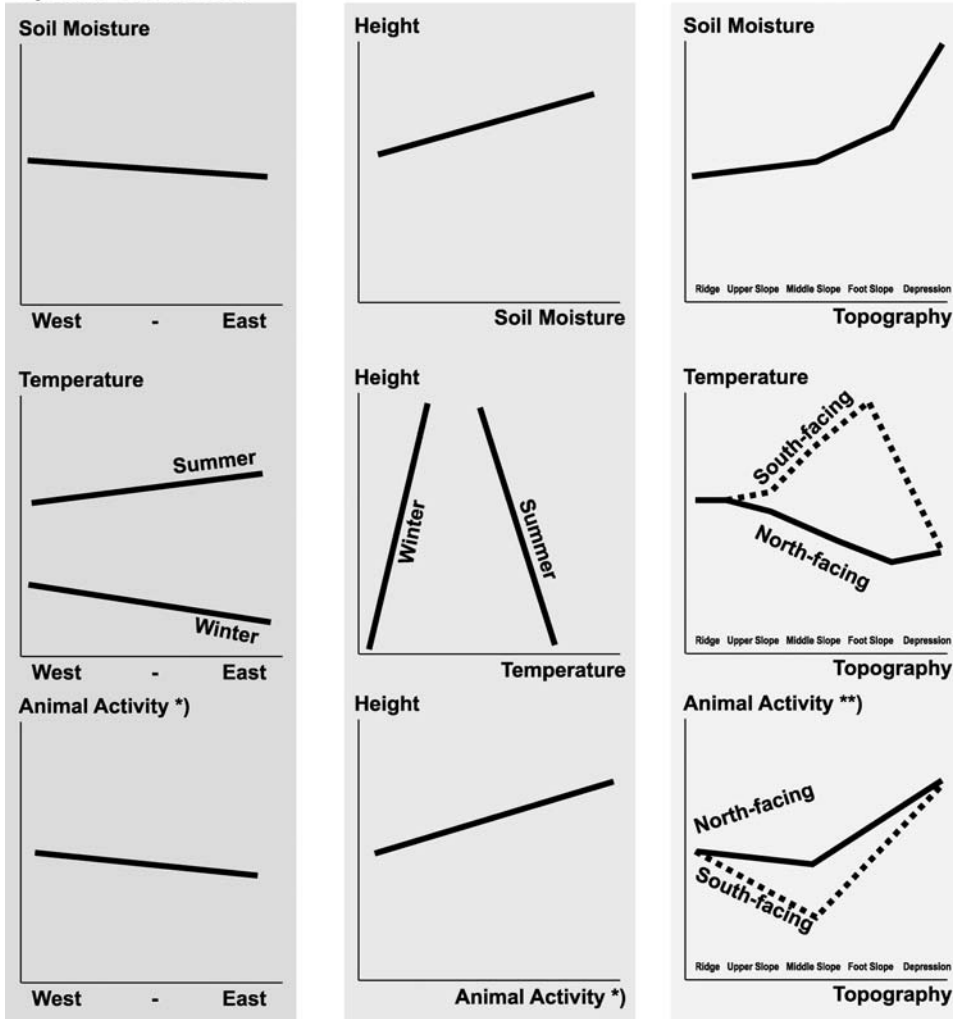 Soil Moisture
West - East
Height
Soil Moisture
Soil Moisture
Ridge Upper Slope Middle Slope Foot Slope Depression
Topography
Temperature
Summer
Winter
West - East
Height
Winter
Summer
Temperature
Temperature
South-facing
North-facing
Ridge Upper Slope Middle Slope Foot Slope Depression
Topography
Animal Activity *)
West - East
Height
Animal Activity *)
Animal Activity **)
North-facing
South-facing
Ridge Upper Slope Middle Slope Foot Slope Depression
Topography